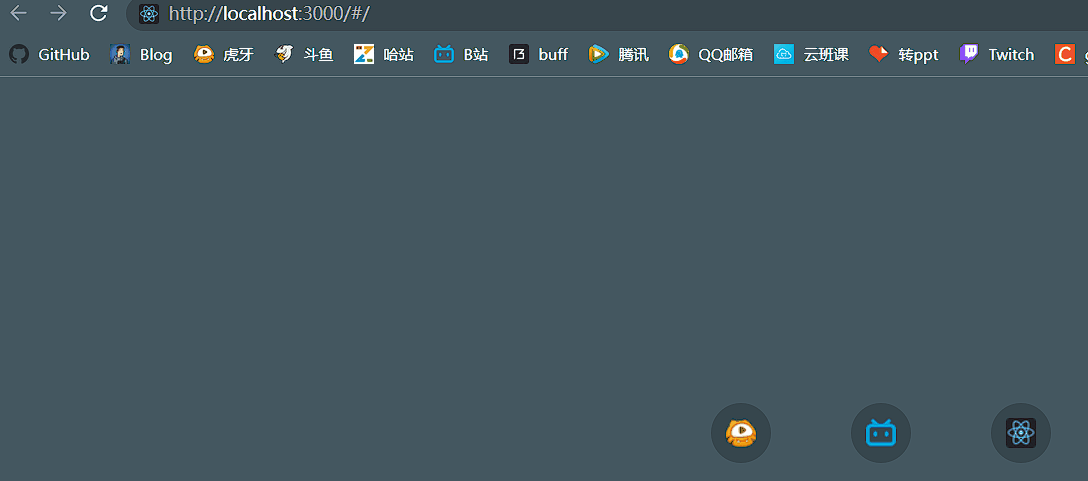 http://localhost:3000/#/
GitHub Blog 虎牙 斗鱼 哈站 B站 buff 腾讯 QQ邮箱 云班课 转ppt Twitch